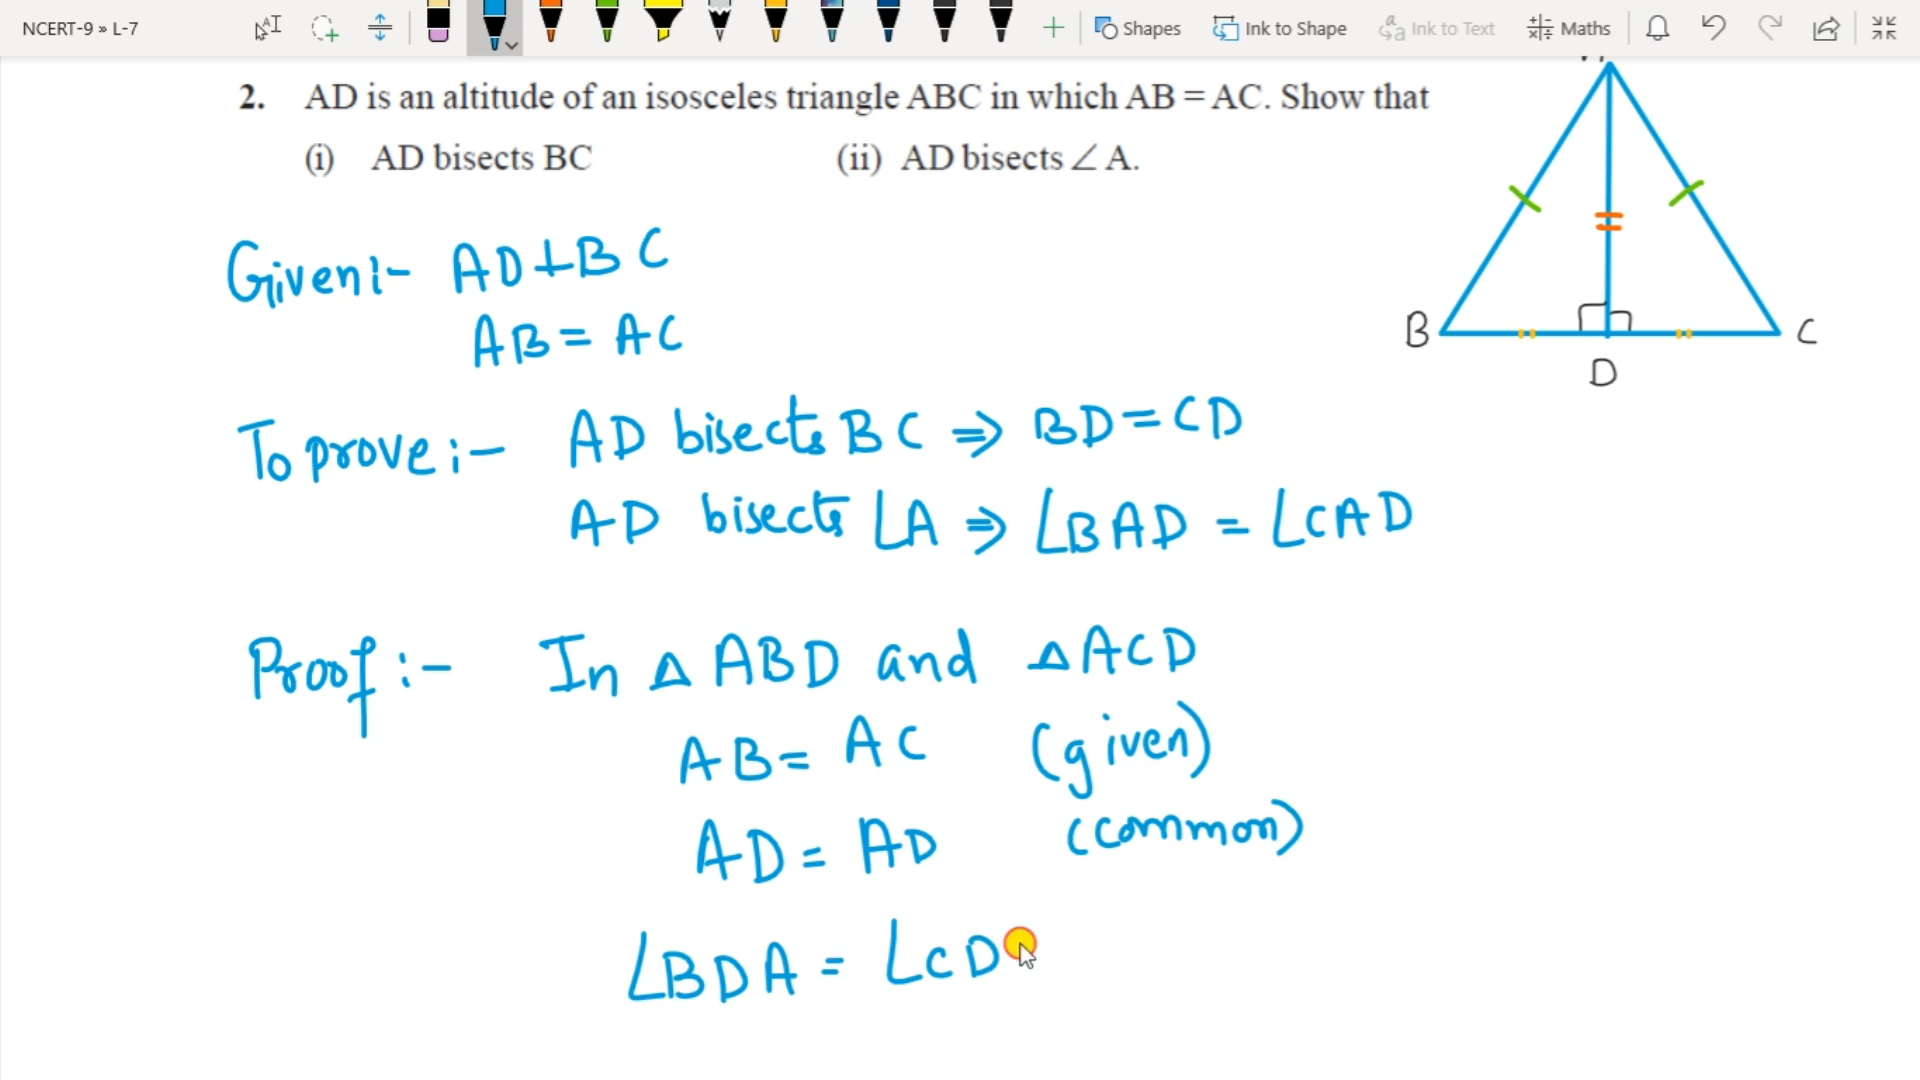 NCERT-9 » L-7
Shapes
Ink to Shape
Ink to Text
Maths
2. AD is an altitude of an isosceles triangle ABC in which AB = AC. Show that
(i) AD bisects BC (ii) AD bisects ∠ A.
B
C
D
Given:- AD⊥BC
AB = AC
To prove:- AD bisects BC ⇒ BD = CD
AD bisects ∠A ⇒ ∠BAD = ∠CAD
Proof:- In △ ABD and △ACD
AB = AC (given)
AD = AD (common)
∠BDA = ∠CD